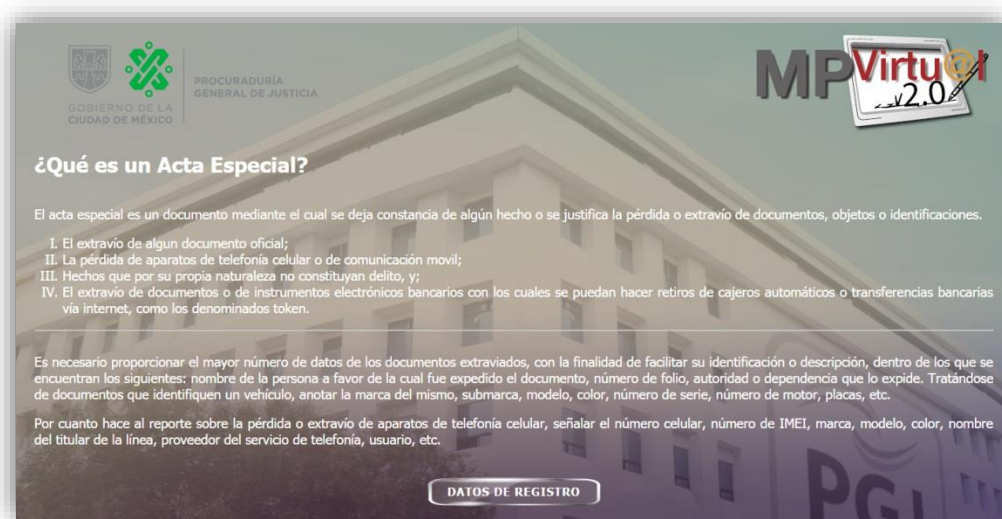 GOBIERNO DE LA
CIUDAD DE MÉXICO
PROCURADURÍA
GENERAL DE JUSTICIA
MPVirtu@l
v2.0
¿Qué es un Acta Especial?
El acta especial es un documento mediante el cual se deja constancia de algún hecho o se justifica la pérdida o extravío de documentos, objetos o identificaciones.
I. El extravío de algun documento oficial;
II. La pérdida de aparatos de telefonía celular o de comunicación movil;
III. Hechos que por su propia naturaleza no constituyan delito, y;
IV. El extravío de documentos o de instrumentos electrónicos bancarios con los cuales se puedan hacer retiros de cajeros automáticos o transferencias bancarias
vía internet, como los denominados token.
Es necesario proporcionar el mayor número de datos de los documentos extraviados, con la finalidad de facilitar su identificación o descripción, dentro de los que se
encuentran los siguientes: nombre de la persona a favor de la cual fue expedido el documento, número de folio, autoridad o dependencia que lo expide. Tratándose
de documentos que identifiquen un vehículo, anotar la marca del mismo, submarca, modelo, color, número de serie, número de motor, placas, etc.
Por cuanto hace al reporte sobre la pérdida o extravío de aparatos de telefonía celular, señalar el número celular, número de IMEI, marca, modelo, color, nombre
del titular de la línea, proveedor del servicio de telefonía, usuario, etc.
DATOS DE REGISTRO
PGJ